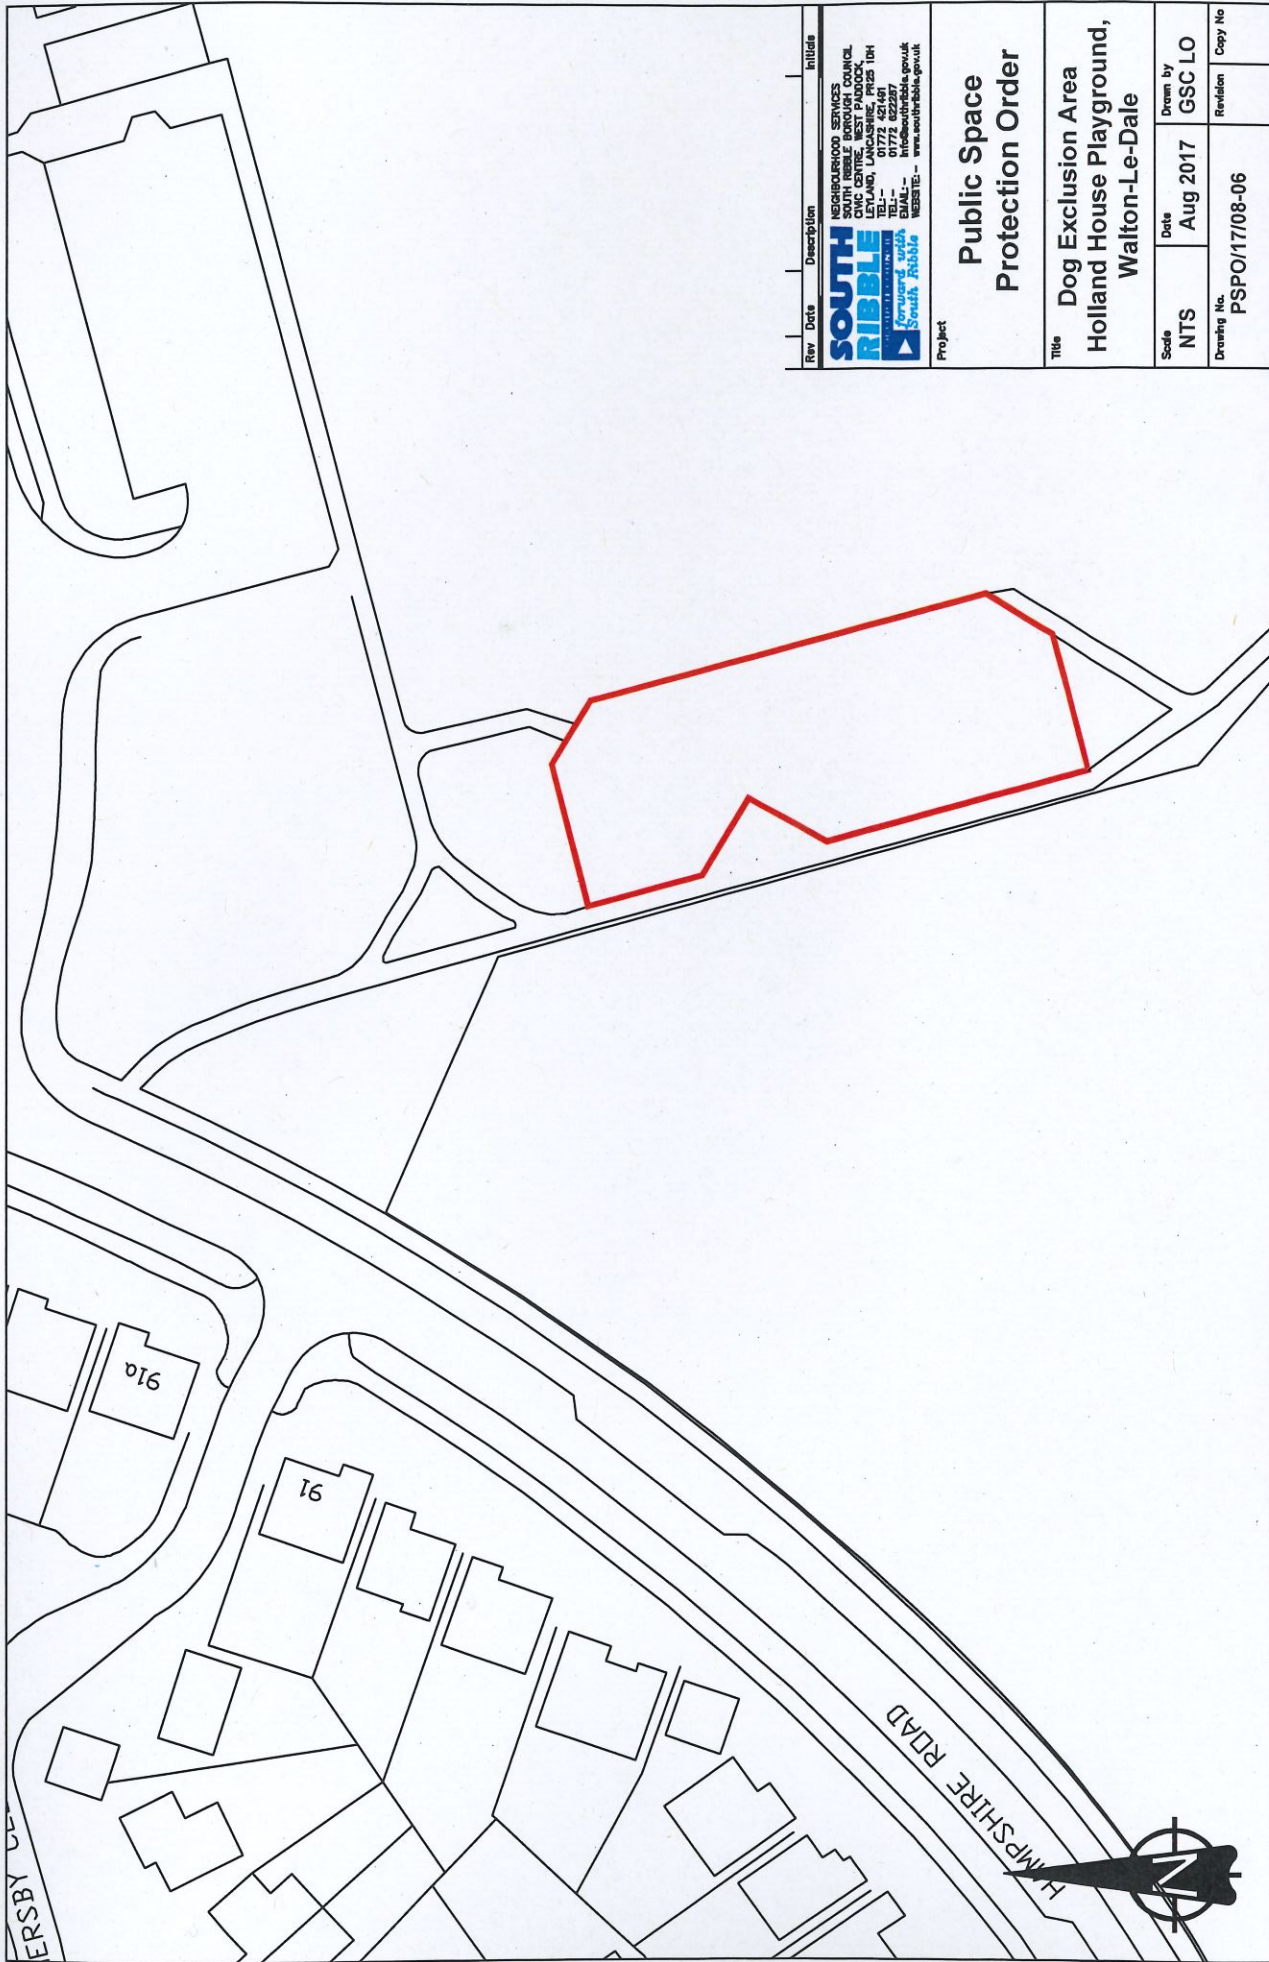 ERSBY CL
91a
91
HAMPSHIRE ROAD
N
Rev Date Description Initials
SOUTH
RIBBLE
forward with
South Ribble
NEIGHBOURHOOD SERVICES
SOUTH RIBBLE BOROUGH COUNCIL
CIVIC CENTRE, WEST PADDOCK,
LEYLAND, LANCASHIRE, PR25 1DH
TEL:- 01772 421491
TEL:- 01772 622287
EMAIL:- info@southribble.gov.uk
WEBSITE:- www.southribble.gov.uk
Project
Public Space
Protection Order
Title
Dog Exclusion Area
Holland House Playground,
Walton-Le-Dale
Scale Date Drawn by
NTS Aug 2017 GSC LO
Drawing No. Revision Copy No
PSPO/17/08-06